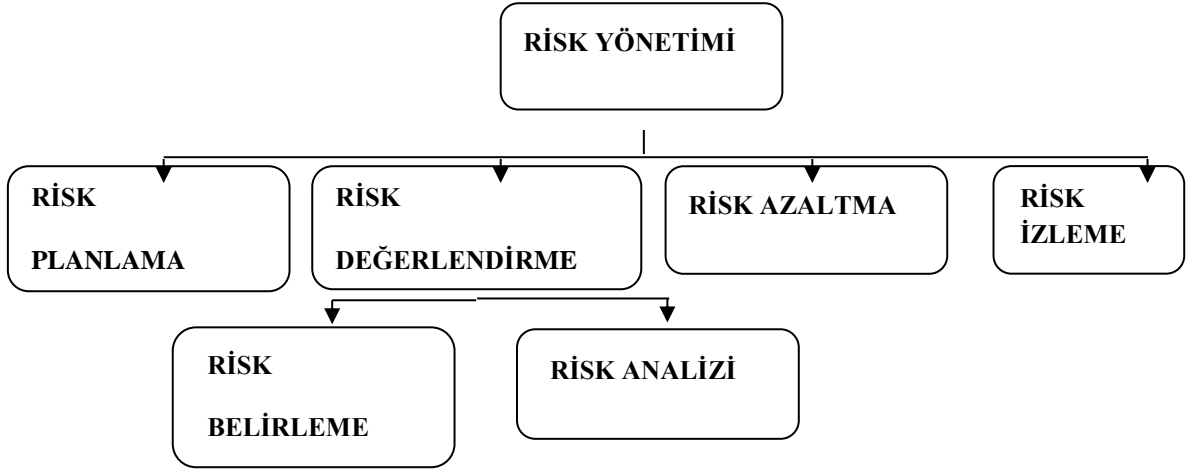 RİSK YÖNETİMİ
RİSK
PLANLAMA
RİSK
DEĞERLENDİRME
RİSK AZALTMA
RİSK
İZLEME
RİSK
BELİRLEME
RİSK ANALİZİ